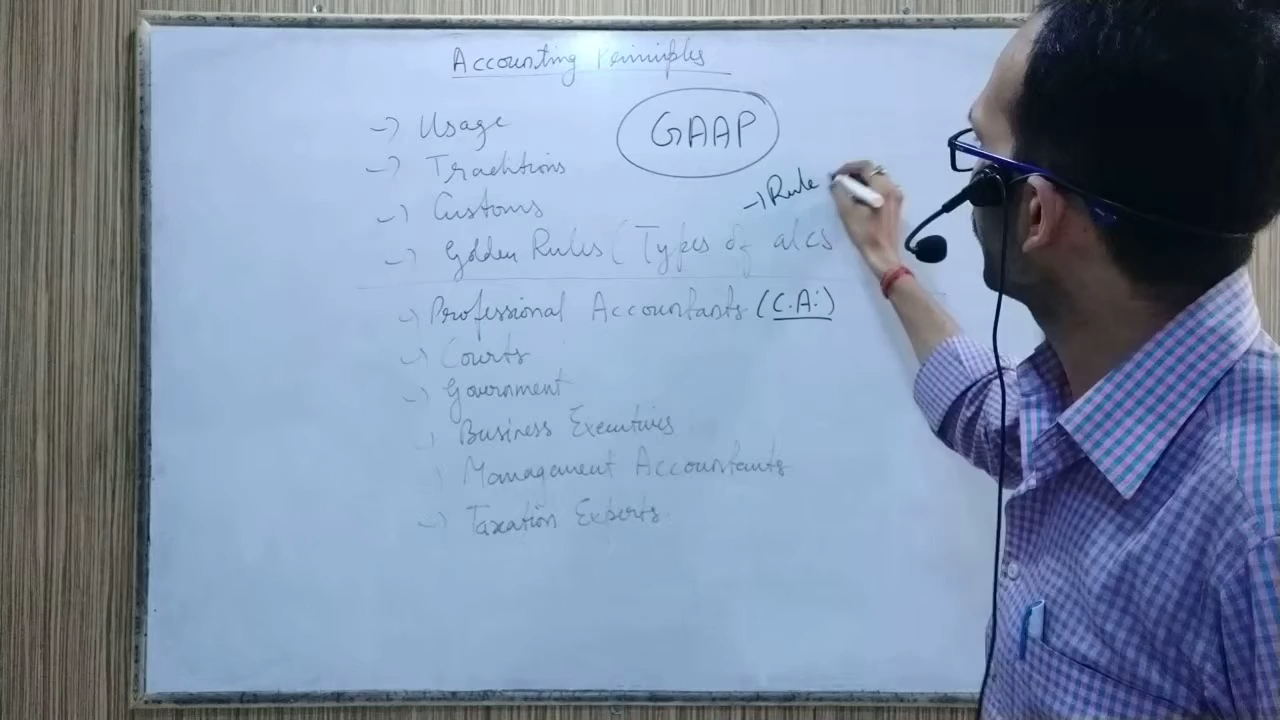 Accounting Principles
→ Usage
GAAP
→ Traditions
→ Rule
→ Customs
→ Golden Rules ( Types of a/cs
→ Professional Accountants (C.A.)
→ Courts
→ Government
→ Business Executives
→ Management Accountants
→ Taxation Experts